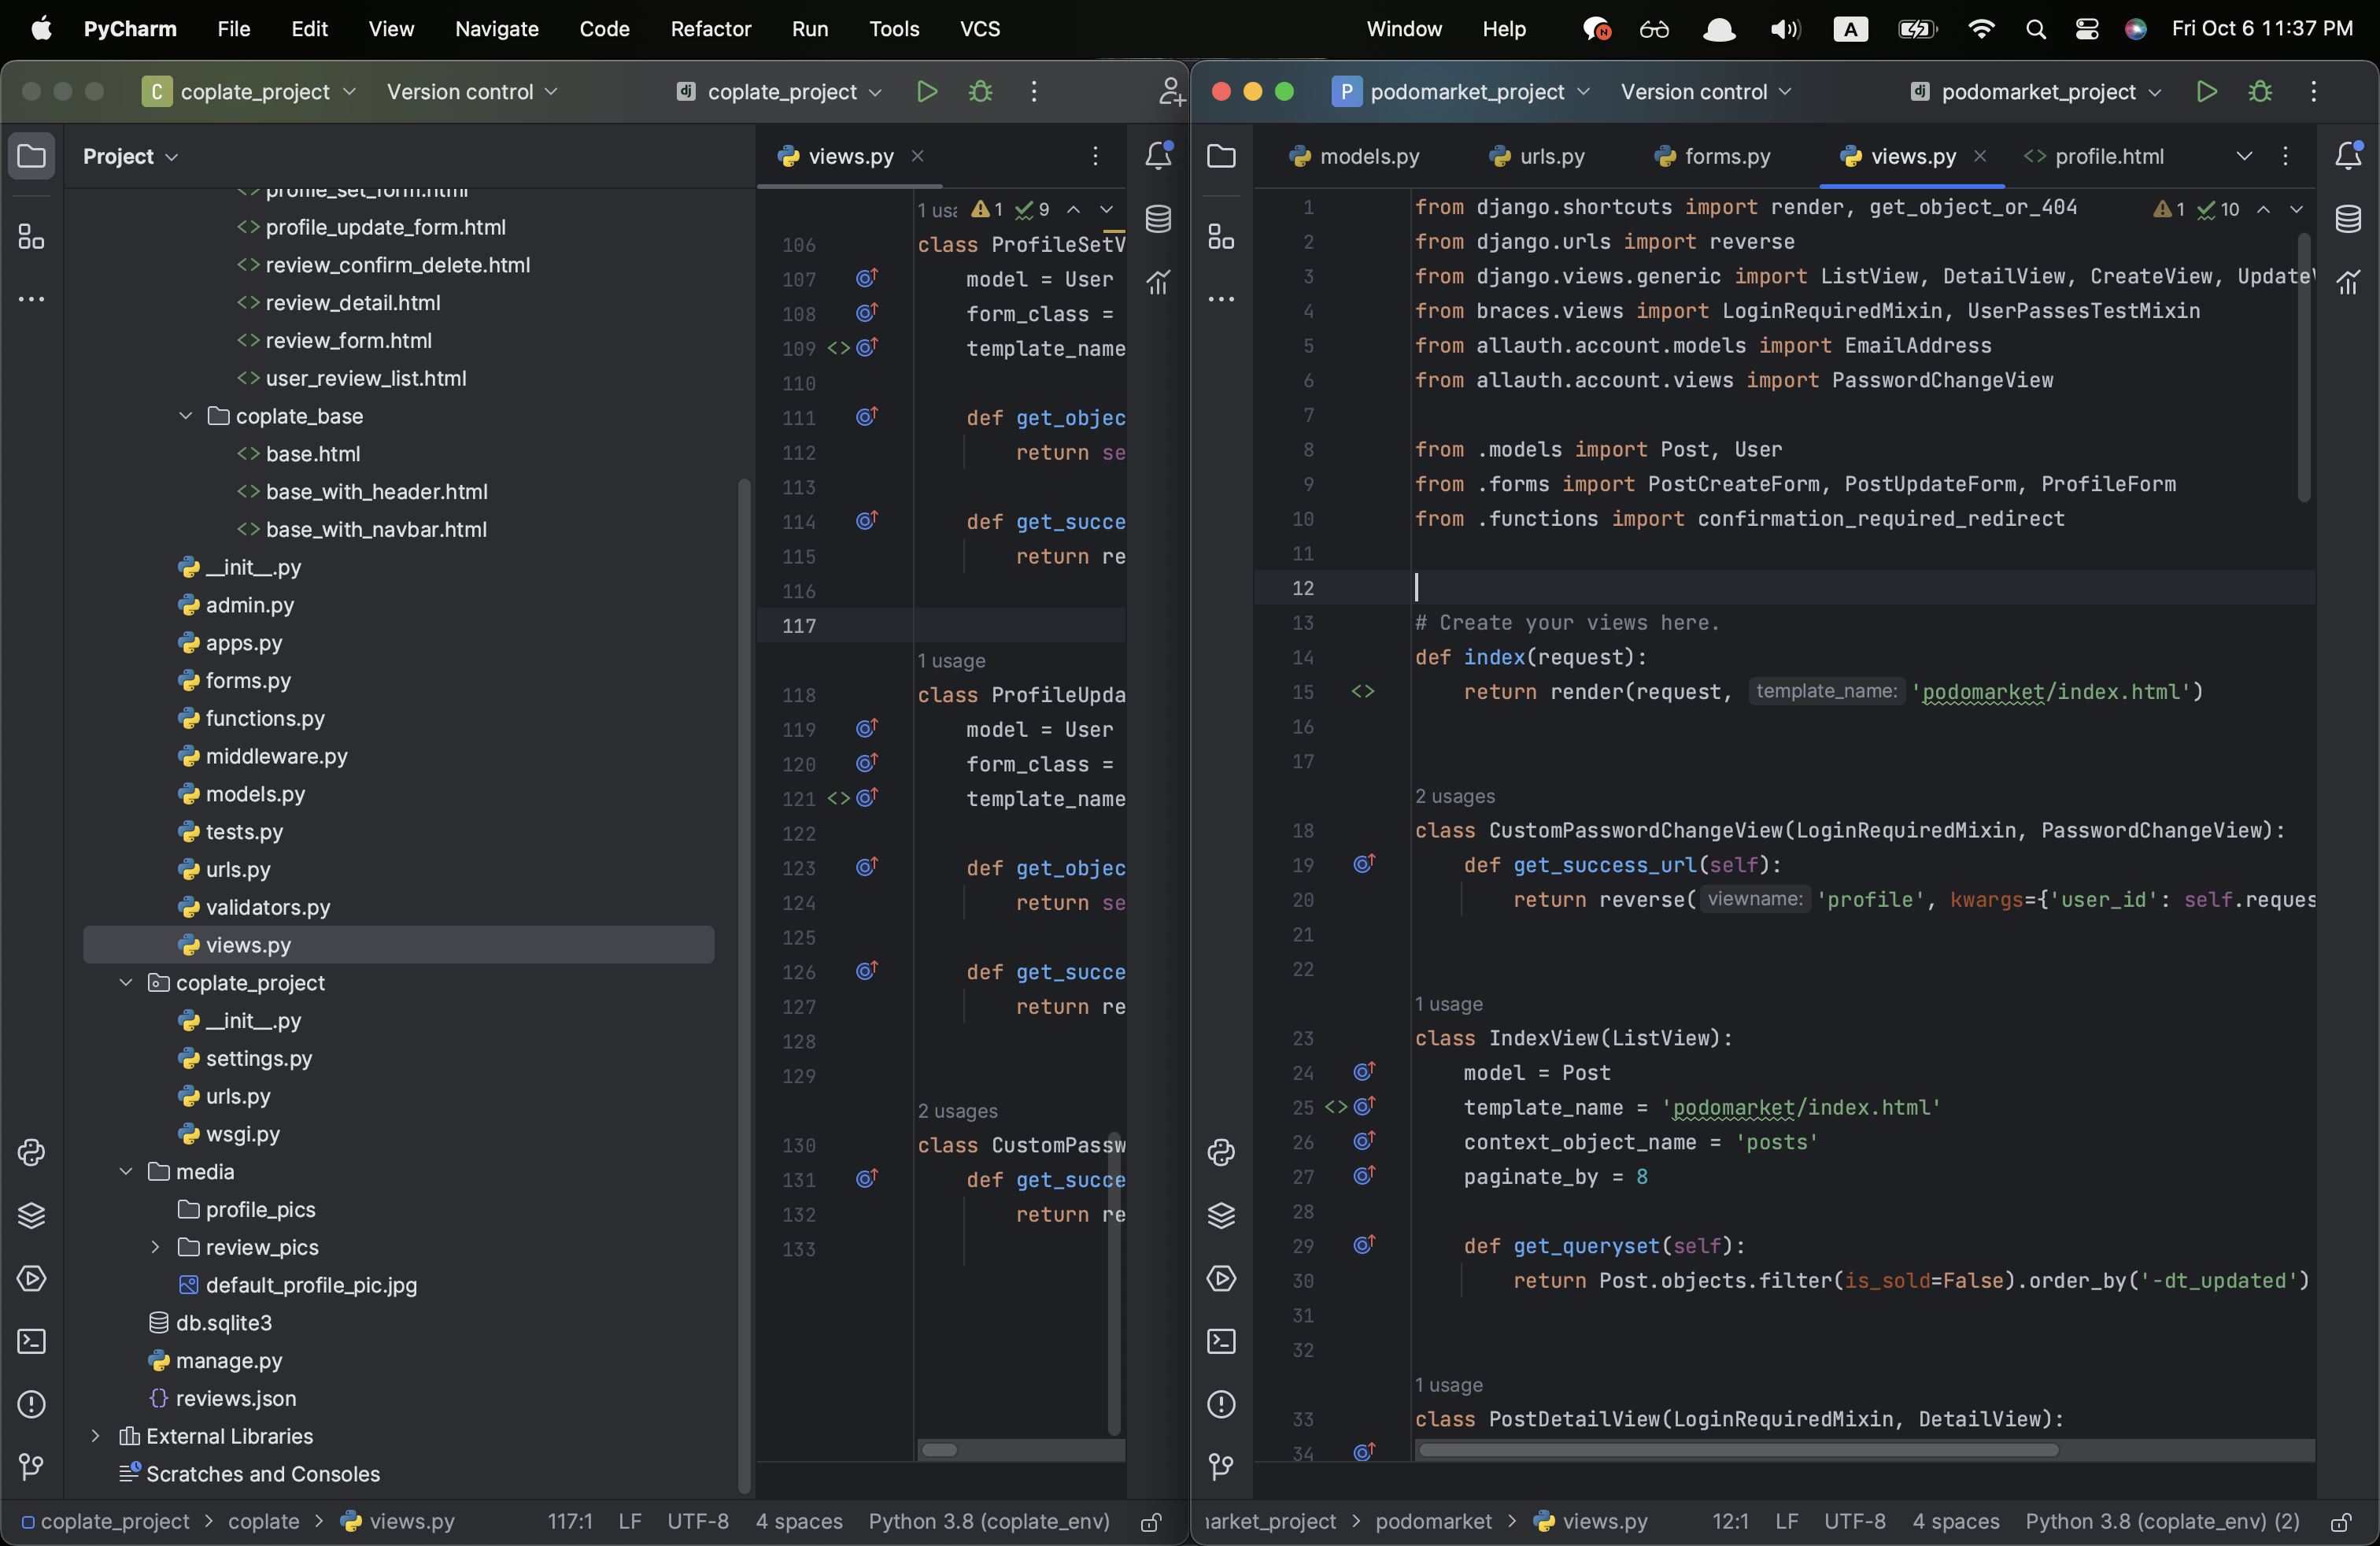 PyCharm File Edit View Navigate Code Refactor Run Tools VCS Window Help A Fri Oct 6 11:37 PM
C coplate_project Version control dj coplate_project
Project
profile_set_form.html
profile_update_form.html
review_confirm_delete.html
review_detail.html
review_form.html
user_review_list.html
coplate_base
base.html
base_with_header.html
base_with_navbar.html
__init__.py
admin.py
apps.py
forms.py
functions.py
middleware.py
models.py
tests.py
urls.py
validators.py
views.py
coplate_project
__init__.py
settings.py
urls.py
wsgi.py
media
profile_pics
review_pics
default_profile_pic.jpg
db.sqlite3
manage.py
reviews.json
External Libraries
Scratches and Consoles
views.py
1 usa 1 9
106 class ProfileSetV
107 model = User
108 form_class =
109 template_name
110
111 def get_objec
112 return se
113
114 def get_succe
115 return re
116
117
1 usage
118 class ProfileUpda
119 model = User
120 form_class =
121 template_name
122
123 def get_objec
124 return se
125
126 def get_succe
127 return re
128
129
2 usages
130 class CustomPassw
131 def get_succe
132 return re
133
coplate_project > coplate > views.py 117:1 LF UTF-8 4 spaces Python 3.8 (coplate_env)
P podomarket_project Version control dj podomarket_project
models.py urls.py forms.py views.py profile.html
1 from django.shortcuts import render, get_object_or_404 1 10
2 from django.urls import reverse
3 from django.views.generic import ListView, DetailView, CreateView, UpdateV
4 from braces.views import LoginRequiredMixin, UserPassesTestMixin
5 from allauth.account.models import EmailAddress
6 from allauth.account.views import PasswordChangeView
7
8 from .models import Post, User
9 from .forms import PostCreateForm, PostUpdateForm, ProfileForm
10 from .functions import confirmation_required_redirect
11
12
13 # Create your views here.
14 def index(request):
15 return render(request, template_name: 'podomarket/index.html')
16
17
2 usages
18 class CustomPasswordChangeView(LoginRequiredMixin, PasswordChangeView):
19 def get_success_url(self):
20 return reverse( viewname: 'profile', kwargs={'user_id': self.reques
21
22
1 usage
23 class IndexView(ListView):
24 model = Post
25 template_name = 'podomarket/index.html'
26 context_object_name = 'posts'
27 paginate_by = 8
28
29 def get_queryset(self):
30 return Post.objects.filter(is_sold=False).order_by('-dt_updated')
31
32
1 usage
33 class PostDetailView(LoginRequiredMixin, DetailView):
34
arket_project > podomarket > views.py 12:1 LF UTF-8 4 spaces Python 3.8 (coplate_env) (2)